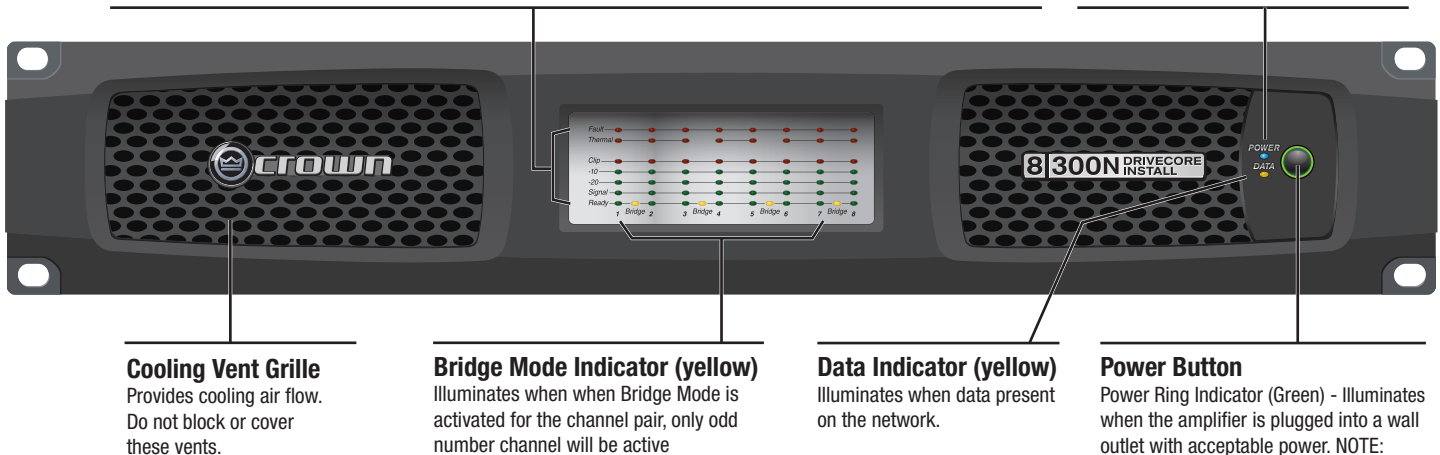 Fault
Thermal
Clip
-10
-20
Signal
Ready
1 Bridge 2 3 Bridge 4 5 Bridge 6 7 Bridge 8
crown
8|300N DRIVECORE INSTALL
POWER
DATA
Cooling Vent Grille
Provides cooling air flow.
Do not block or cover
these vents.
Bridge Mode Indicator (yellow)
Illuminates when when Bridge Mode is
activated for the channel pair, only odd
number channel will be active
Data Indicator (yellow)
Illuminates when data present
on the network.
Power Button
Power Ring Indicator (Green) - Illuminates
when the amplifier is plugged into a wall
outlet with acceptable power. NOTE: